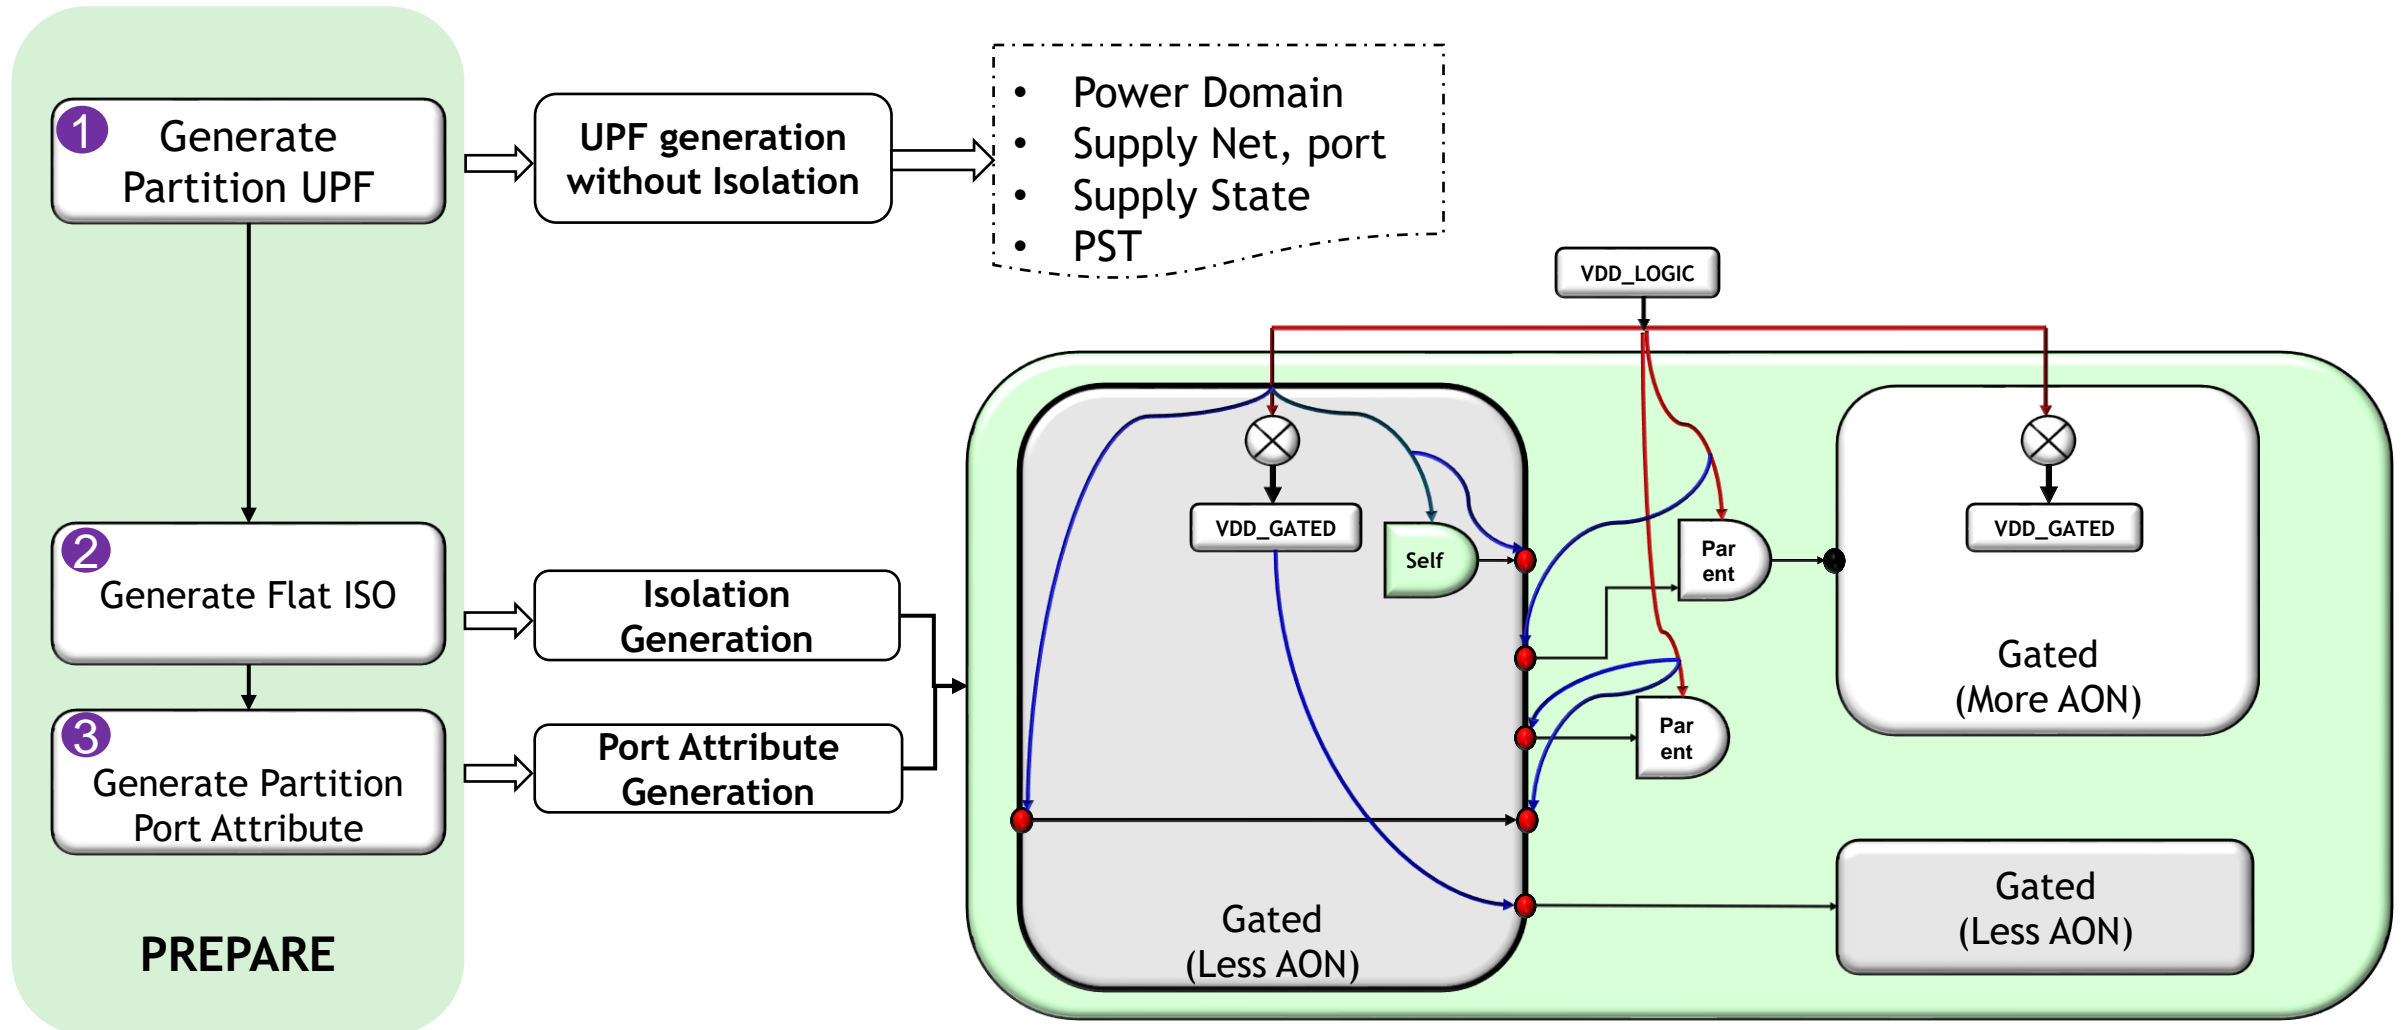 1
Generate
Partition UPF
UPF generation
without Isolation
• Power Domain
• Supply Net, port
• Supply State
• PST
2
Generate Flat ISO
Isolation
Generation
3
Generate Partition
Port Attribute
Port Attribute
Generation
PREPARE
VDD_LOGIC
VDD_GATED
Self
Par
ent
Par
ent
VDD_GATED
Gated
(More AON)
Gated
(Less AON)
Gated
(Less AON)